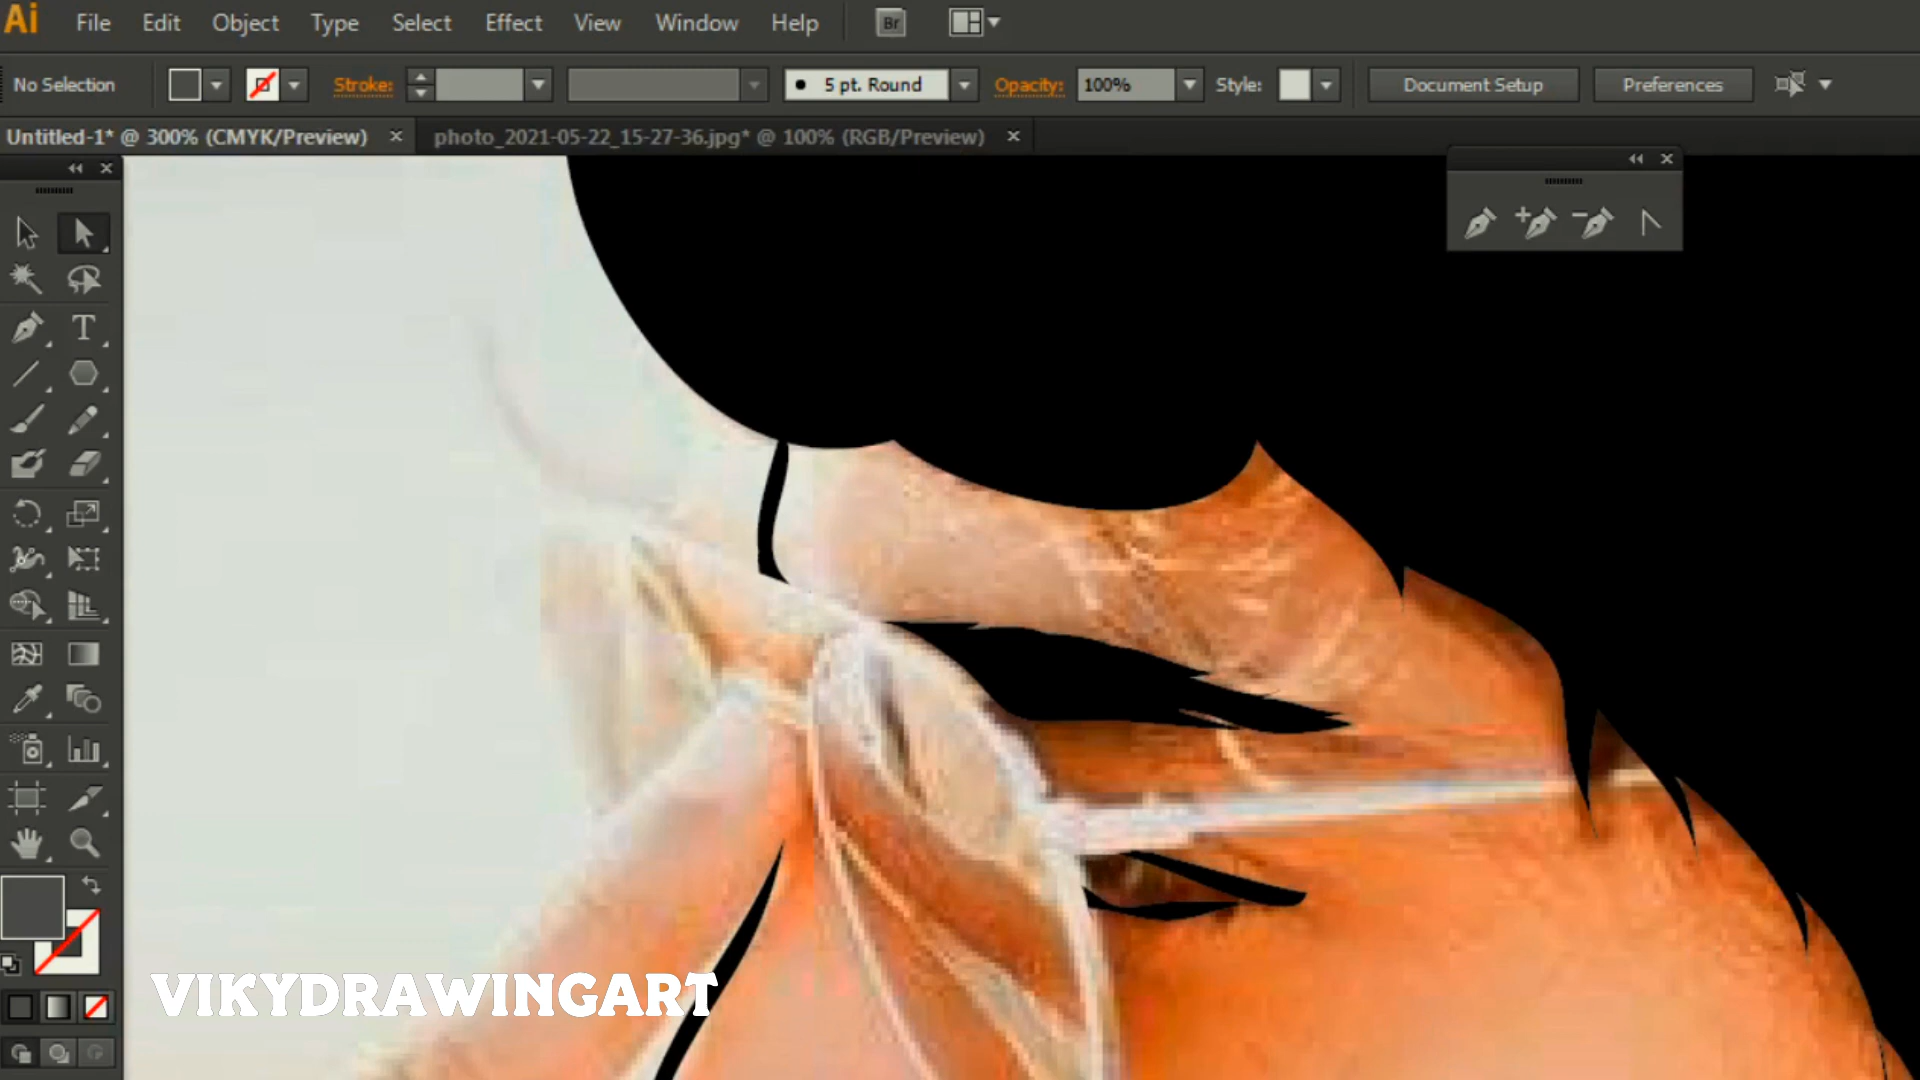 Ai File Edit Object Type Select Effect View Window Help Br
No Selection Stroke: 5 pt. Round Opacity: 100% Style: Document Setup Preferences
Untitled-1* @ 300% (CMYK/Preview) photo_2021-05-22_15-27-36.jpg* @ 100% (RGB/Preview)
VIKYDRAWINGART